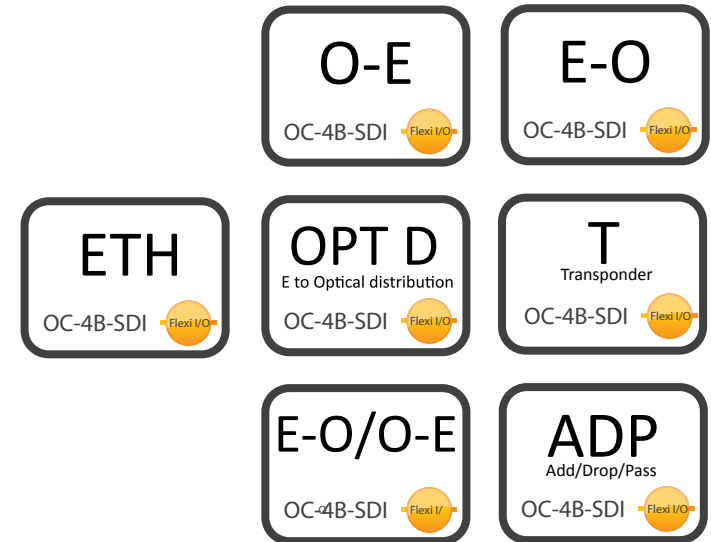 O-E
OC-4B-SDI Flexi I/O
E-O
OC-4B-SDI Flexi I/O
ETH
OC-4B-SDI Flexi I/O
OPT D
E to Optical distribution
OC-4B-SDI Flexi I/O
T
Transponder
OC-4B-SDI Flexi I/O
E-O/O-E
OC-4B-SDI Flexi I/
ADP
Add/Drop/Pass
OC-4B-SDI Flexi I/O